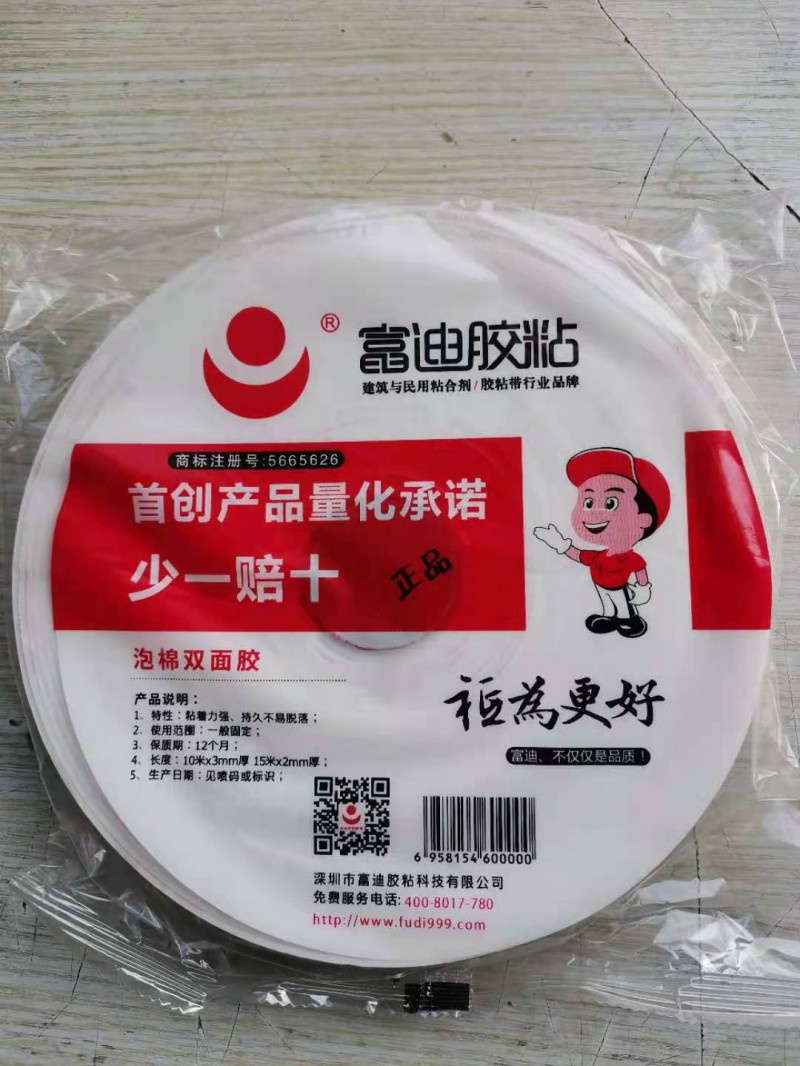 ®
富迪胶粘
建筑与民用粘合剂/胶粘带行业品牌
商标注册号:5665626
首创产品量化承诺
少一赔十
正品
泡棉双面胶
产品说明：
1、特性：粘着力强、持久不易脱落；
2、使用范围：一般固定；
3、保质期：12个月；
4、长度：10米x3mm厚 15米x2mm厚；
5、生产日期：见喷码或标识；
为更好
富迪、不仅仅是品质！
6 958154 600000
深圳市富迪胶粘科技有限公司
免费服务电话: 400-8017-780
http://www.fudi999.com